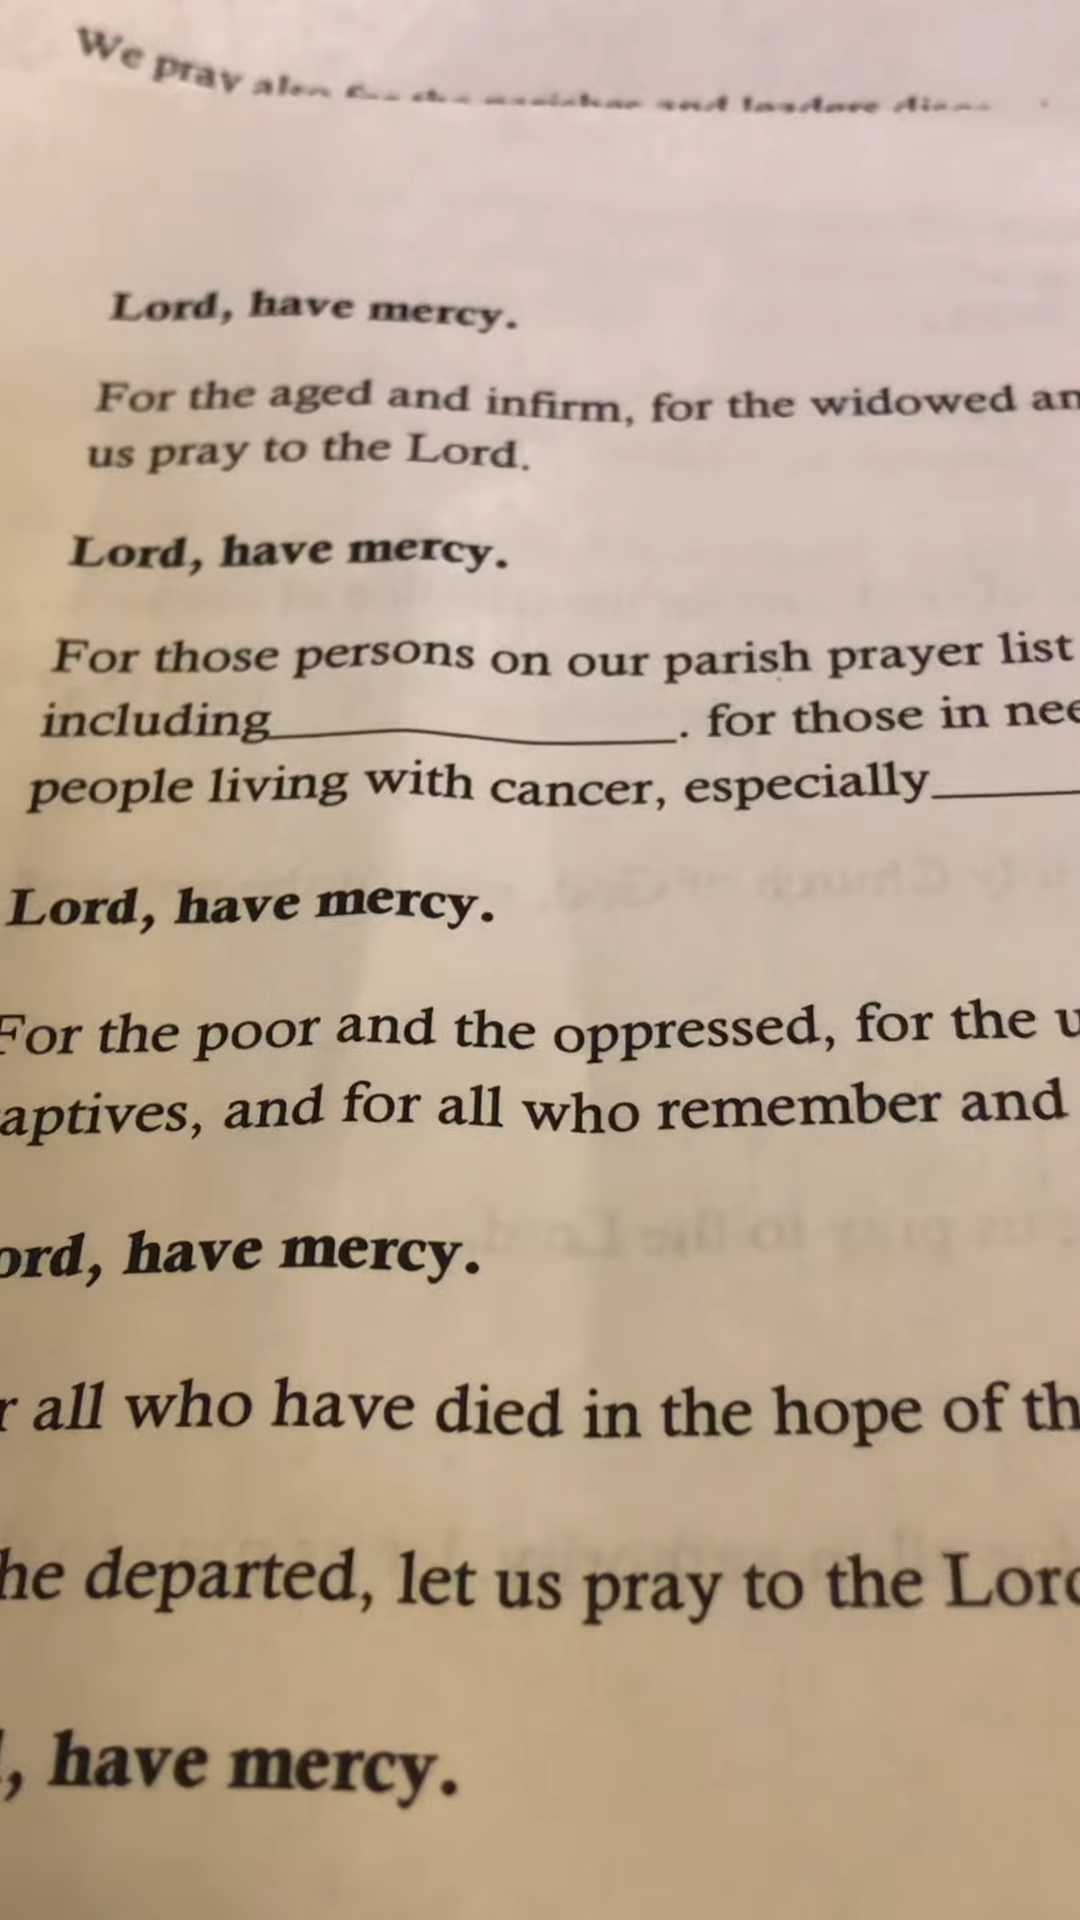 We pray
Lord, have mercy.
For the aged and infirm, for the widowed an
us pray to the Lord.
Lord, have mercy.
For those persons on our parish prayer list
including____________. for those in nee
people living with cancer, especially_____
Lord, have mercy.
For the poor and the oppressed, for the u
aptives, and for all who remember and
ord, have mercy.
r all who have died in the hope of th
he departed, let us pray to the Lord
, have mercy.